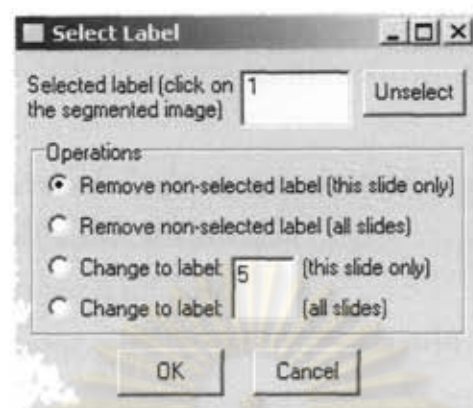 Select Label
Selected label (click on 1 Unselect
the segmented image)
Operations
Remove non-selected label (this slide only)
Remove non-selected label (all slides)
Change to label: 5 (this slide only)
Change to label: (all slides)
OK Cancel